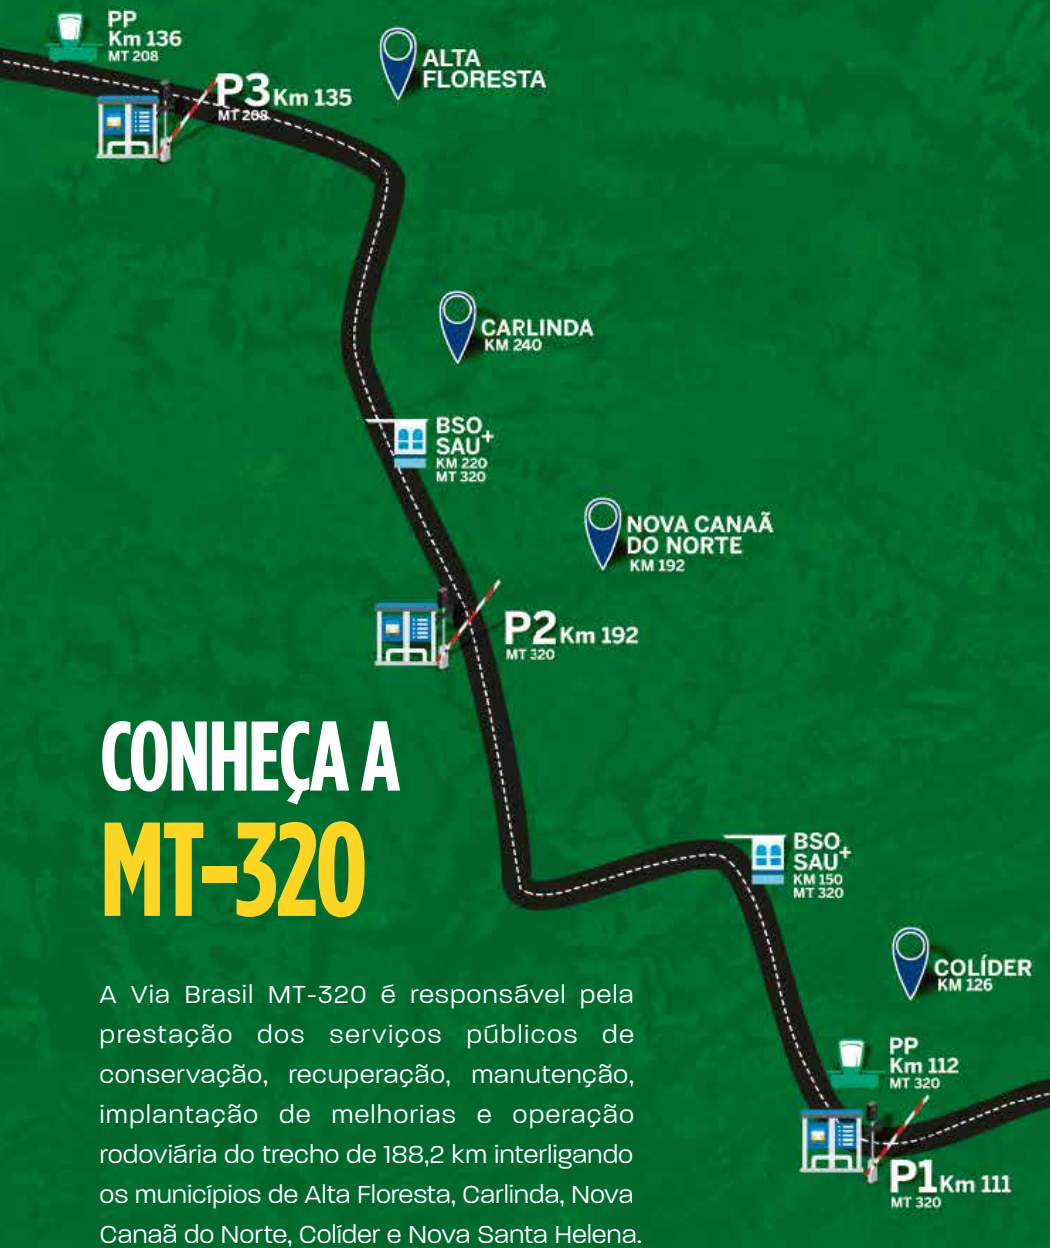 PP
Km 136
MT 208
P3 Km 135
MT 208
ALTA
FLORESTA
CARLINDA
KM 240
BSO
SAU+
KM 220
MT 320
NOVA CANAÃ
DO NORTE
KM 192
P2 Km 192
MT 320
CONHEÇA A
MT-320
BSO
SAU+
KM 150
MT 320
COLÍDER
KM 126
PP
Km 112
MT 320
P1 Km 111
MT 320
A Via Brasil MT-320 é responsável pela
prestação dos serviços públicos de
conservação, recuperação, manutenção,
implantação de melhorias e operação
rodoviária do trecho de 188,2 km interligando
os municípios de Alta Floresta, Carlinda, Nova
Canaã do Norte, Colíder e Nova Santa Helena.